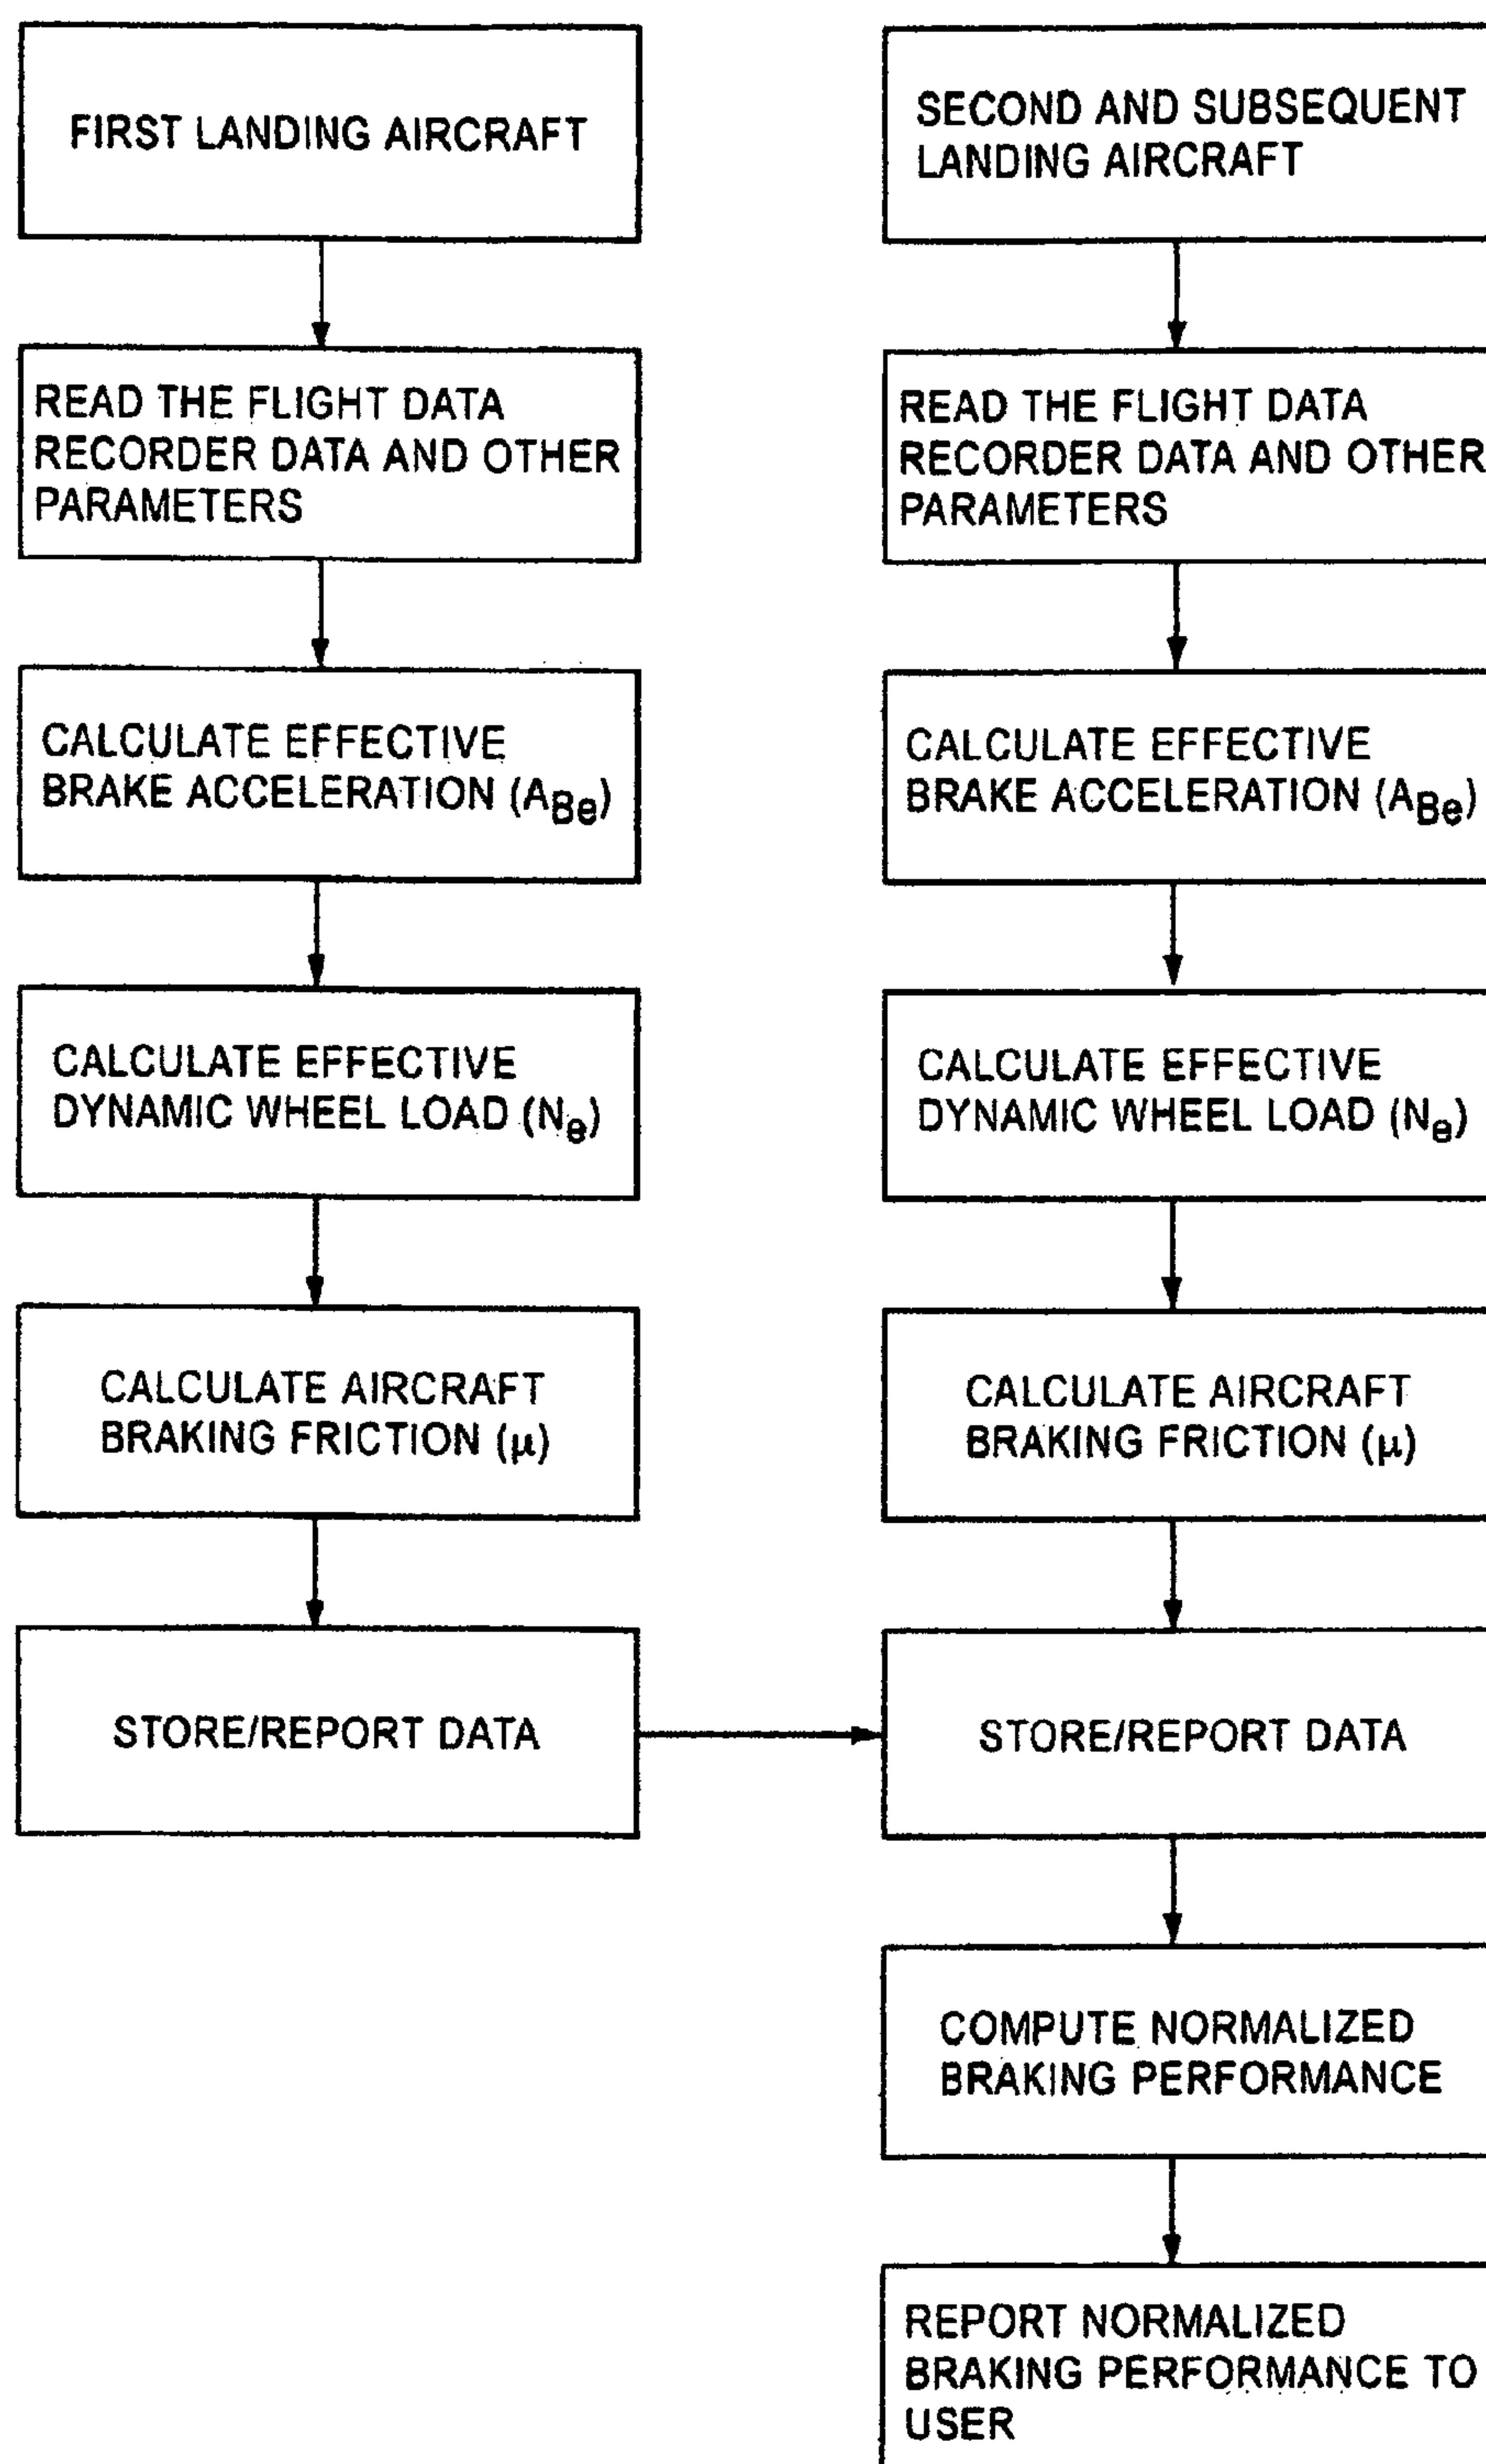 FIRST LANDING AIRCRAFT
READ THE FLIGHT DATA
RECORDER DATA AND OTHER
PARAMETERS
CALCULATE EFFECTIVE
BRAKE ACCELERATION (ABe)
CALCULATE EFFECTIVE
DYNAMIC WHEEL LOAD (Ne)
CALCULATE AIRCRAFT
BRAKING FRICTION (μ)
STORE/REPORT DATA
SECOND AND SUBSEQUENT
LANDING AIRCRAFT
READ THE FLIGHT DATA
RECORDER DATA AND OTHER
PARAMETERS
CALCULATE EFFECTIVE
BRAKE ACCELERATION (ABe)
CALCULATE EFFECTIVE
DYNAMIC WHEEL LOAD (Ne)
CALCULATE AIRCRAFT
BRAKING FRICTION (μ)
STORE/REPORT DATA
COMPUTE NORMALIZED
BRAKING PERFORMANCE
REPORT NORMALIZED
BRAKING PERFORMANCE TO
USER